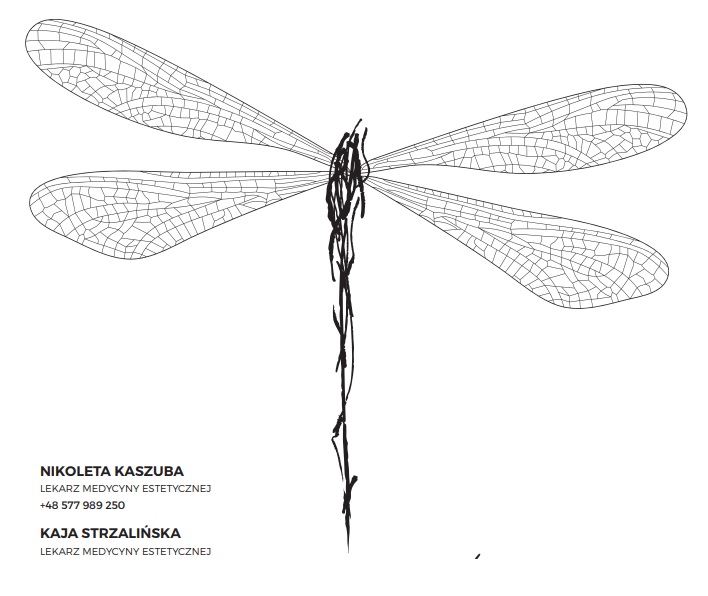 NIKOLETA KASZUBA
LEKARZ MEDYCYNY ESTETYCZNEJ
+48 577 989 250
KAJA STRZALIŃSKA
LEKARZ MEDYCYNY ESTETYCZNEJ